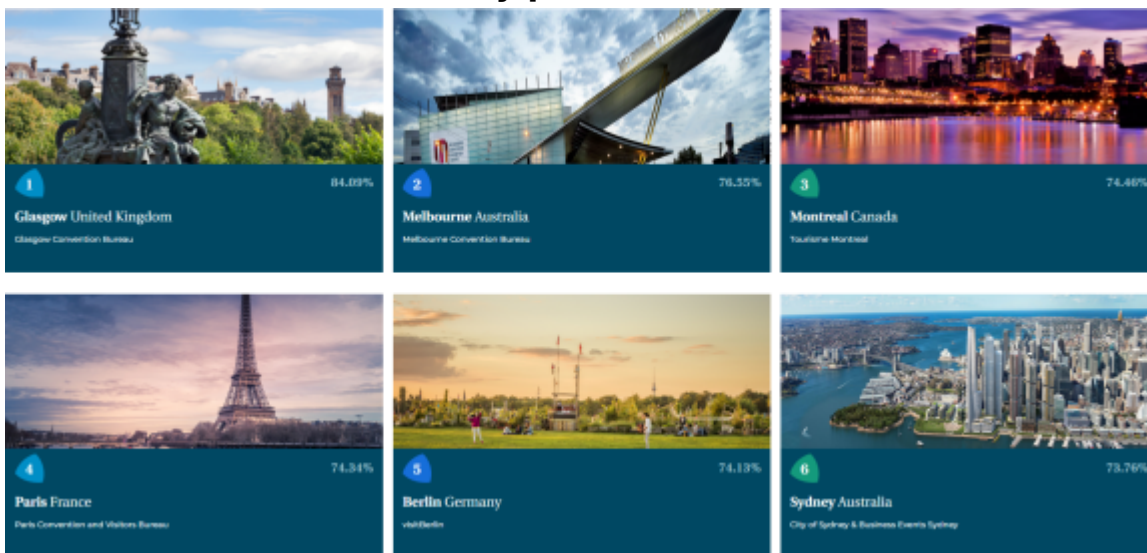 1
84.09%
Glasgow United Kingdom
Glasgow Convention Bureau
2
76.55%
Melbourne Australia
Melbourne Convention Bureau
3
74.46%
Montreal Canada
Tourisme Montreal
4
74.34%
Paris France
Paris Convention and Visitors Bureau
5
74.13%
Berlin Germany
visitBerlin
6
73.76%
Sydney Australia
City of Sydney & Business Events Sydney